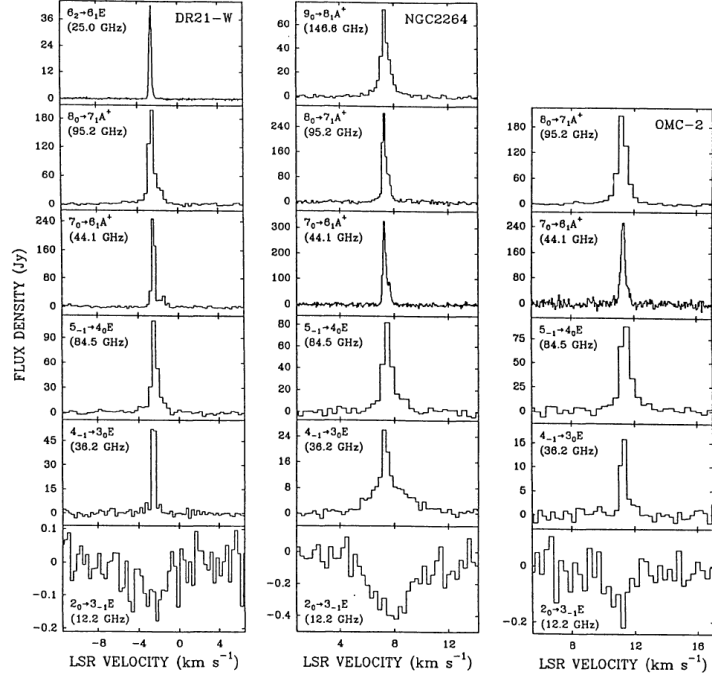 DR21-W
6₂→6₁E
(25.0 GHz)
36
24
12
0
8₀→7₁A⁺
(95.2 GHz)
180
120
60
0
7₀→6₁A⁺
(44.1 GHz)
240
160
80
0
5₋₁→4₀E
(84.5 GHz)
90
60
30
0
4₋₁→3₀E
(36.2 GHz)
45
30
15
0
2₀→3₋₁E
(12.2 GHz)
0.1
0
-0.1
-0.2
-8
-4
0
4
LSR VELOCITY (km s⁻¹)
FLUX DENSITY (Jy)
NGC2264
9₀→8₁A⁺
(146.6 GHz)
60
40
20
0
8₀→7₁A⁺
(95.2 GHz)
240
160
80
0
7₀→6₁A⁺
(44.1 GHz)
300
200
100
0
5₋₁→4₀E
(84.5 GHz)
80
60
40
20
0
4₋₁→3₀E
(36.2 GHz)
24
16
8
0
2₀→3₋₁E
(12.2 GHz)
0
-0.2
-0.4
4
8
12
LSR VELOCITY (km s⁻¹)
OMC-2
8₀→7₁A⁺
(95.2 GHz)
180
120
60
0
7₀→6₁A⁺
(44.1 GHz)
240
160
80
0
5₋₁→4₀E
(84.5 GHz)
75
50
25
0
4₋₁→3₀E
(36.2 GHz)
15
10
5
0
2₀→3₋₁E
(12.2 GHz)
0
-0.2
8
12
16
LSR VELOCITY (km s⁻¹)